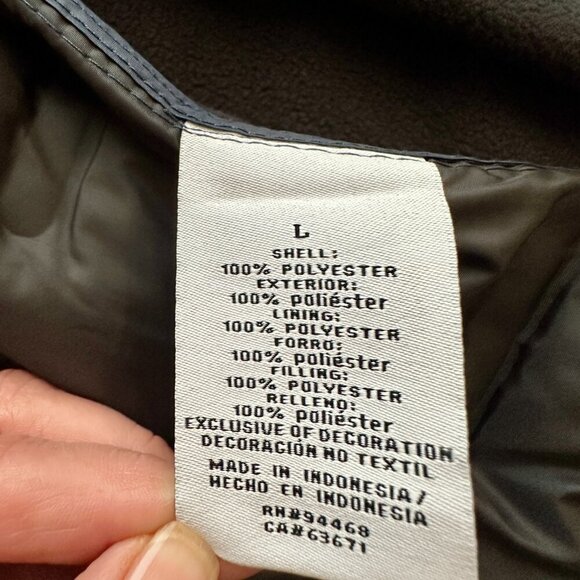 L
SHELL:
100% POLYESTER
EXTERIOR:
100% poliéster
LINING:
100% POLYESTER
FORRO:
100% poliéster
FILLING:
100% POLYESTER
RELLENO:
100% poliéster
EXCLUSIVE OF DECORATION
DECORACIÓN NO TEXTIL
MADE IN INDONESIA/
HECHO EN INDONESIA
RN#94468
CA#63671